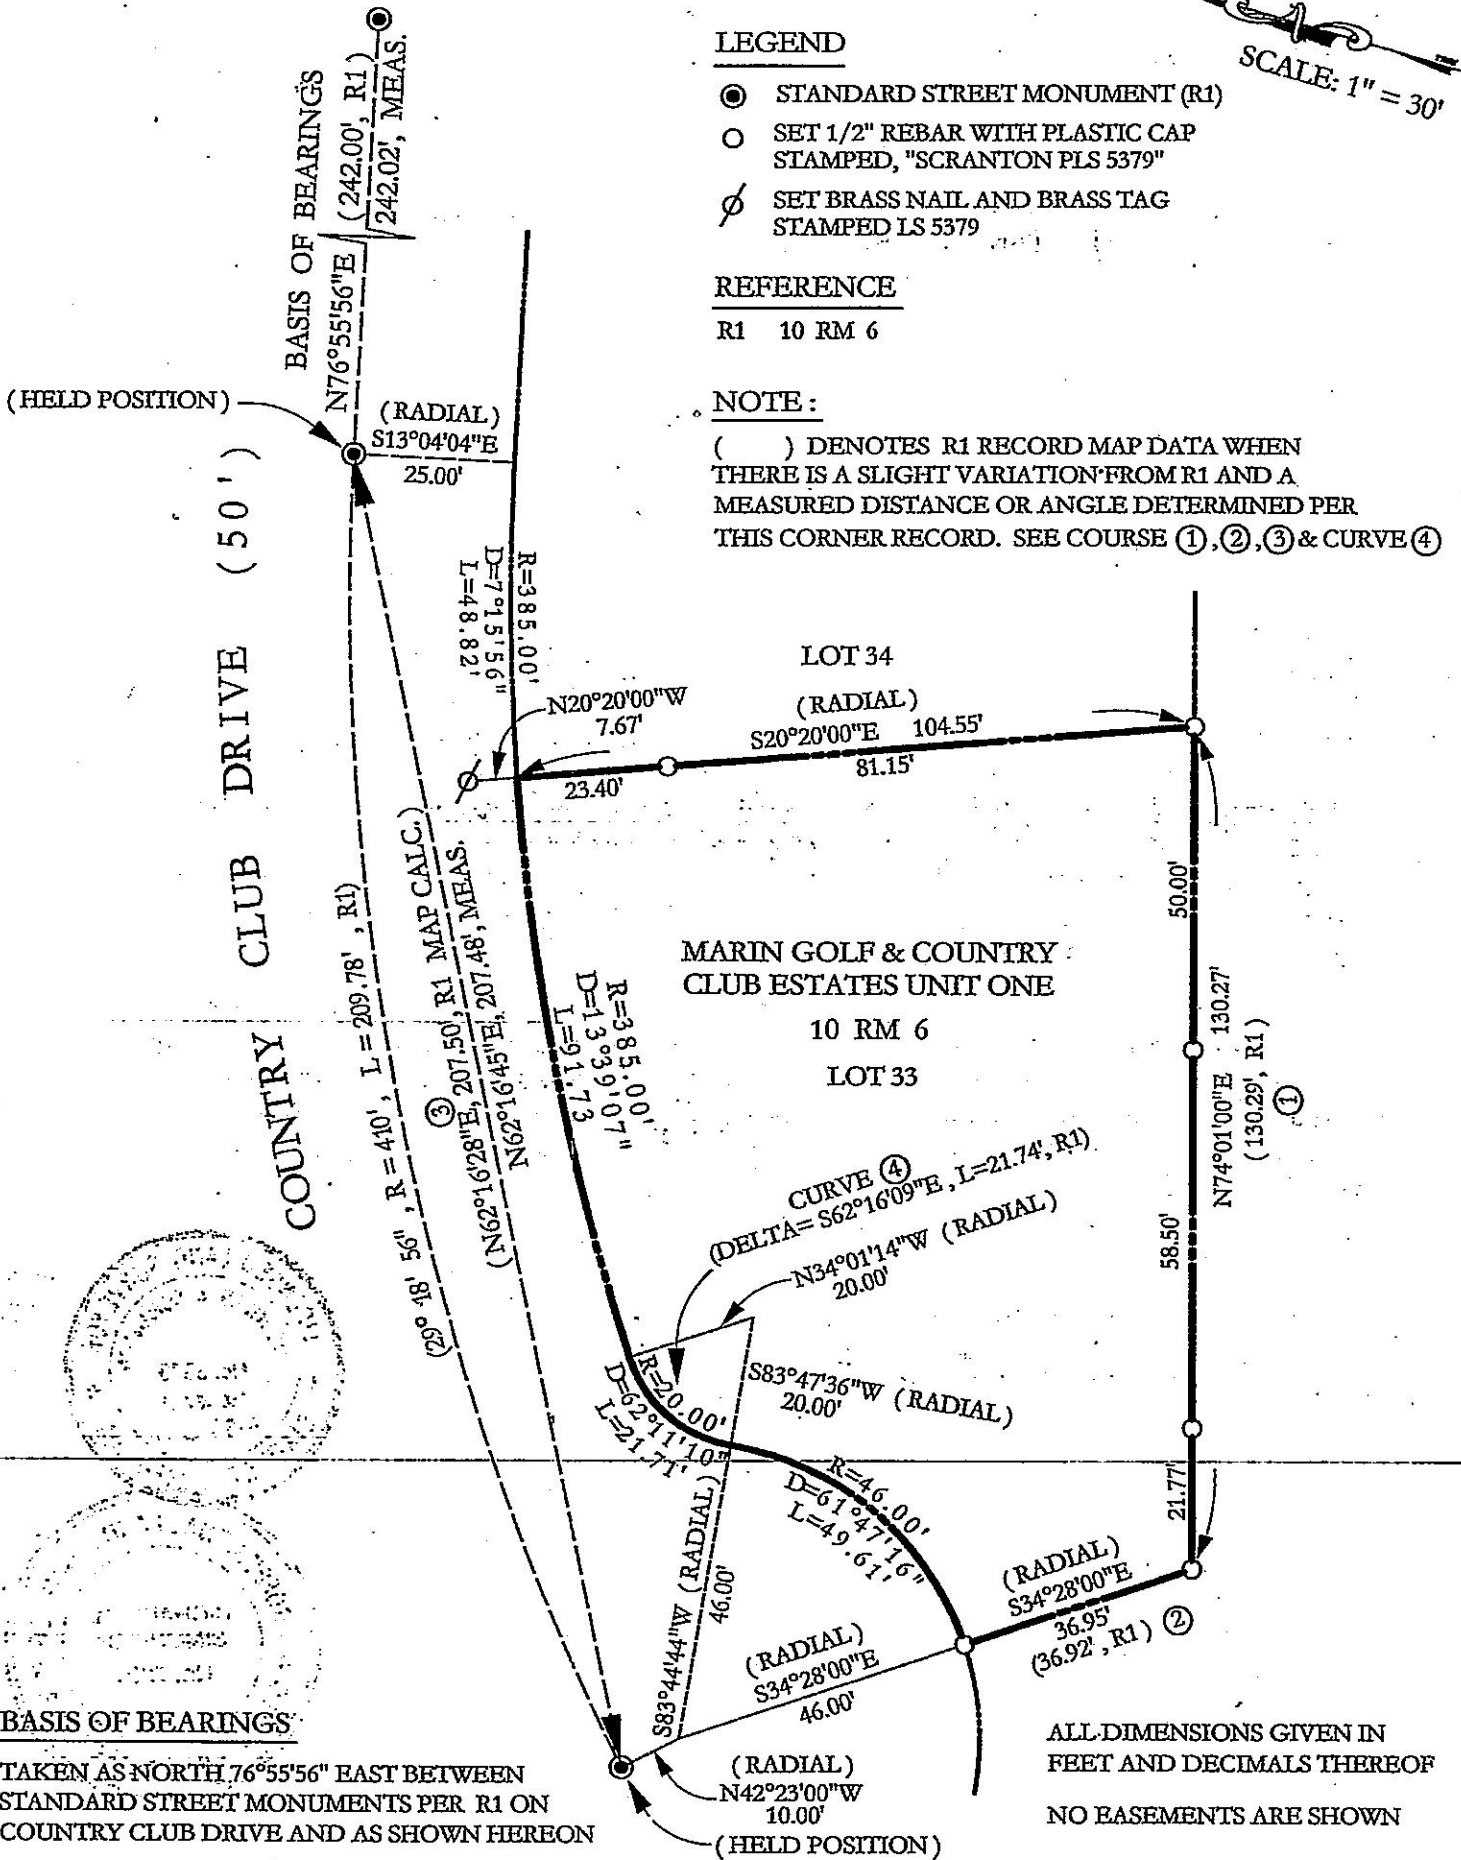 SCALE: 1" = 30'
LEGEND
STANDARD STREET MONUMENT (R1)
SET 1/2" REBAR WITH PLASTIC CAP
STAMPED, "SCRANTON PLS 5379"
SET BRASS NAIL AND BRASS TAG
STAMPED LS 5379
REFERENCE
R1 10 RM 6
NOTE:
( ) DENOTES R1 RECORD MAP DATA WHEN
THERE IS A SLIGHT VARIATION FROM R1 AND A
MEASURED DISTANCE OR ANGLE DETERMINED PER
THIS CORNER RECORD. SEE COURSE ①,②,③ & CURVE ④
BASIS OF BEARINGS
N76°55'56"E (242.00', R1)
242.02', MEAS.
(HELD POSITION)
(RADIAL)
S13°04'04"E
25.00'
COUNTRY CLUB DRIVE (50')
R=385.00'
D=7°15'56"
L=48.82'
LOT 34
N20°20'00"W
7.67'
(RADIAL)
S20°20'00"E 104.55'
23.40'
81.15'
50.00'
N74°01'00"E 130.27'
(130.29', R1)
①
58.50'
21.77'
MARIN GOLF & COUNTRY
CLUB ESTATES UNIT ONE
10 RM 6
LOT 33
R=385.00'
D=13°39'07"
L=91.73
(29° 18' 56", R = 410', L = 209.78', R1)
③
(N62°16'28"E, 207.50', R1 MAP CALC.)
N62°16'45"E, 207.48', MEAS.
CURVE ④
(DELTA= S62°16'09"E, L=21.74', R1)
N34°01'14"W (RADIAL)
20.00'
S83°47'36"W (RADIAL)
20.00'
R=20.00'
D=62°11'10"
L=21.71'
R=46.00'
D=61°47'16"
L=49.61'
S83°44'44"W (RADIAL)
46.00'
(RADIAL)
S34°28'00"E
46.00'
(RADIAL)
S34°28'00"E
36.95'
(36.92', R1) ②
(RADIAL)
N42°23'00"W
10.00'
(HELD POSITION)
BASIS OF BEARINGS
TAKEN AS NORTH 76°55'56" EAST BETWEEN
STANDARD STREET MONUMENTS PER R1 ON
COUNTRY CLUB DRIVE AND AS SHOWN HEREON
ALL DIMENSIONS GIVEN IN
FEET AND DECIMALS THEREOF
NO EASEMENTS ARE SHOWN